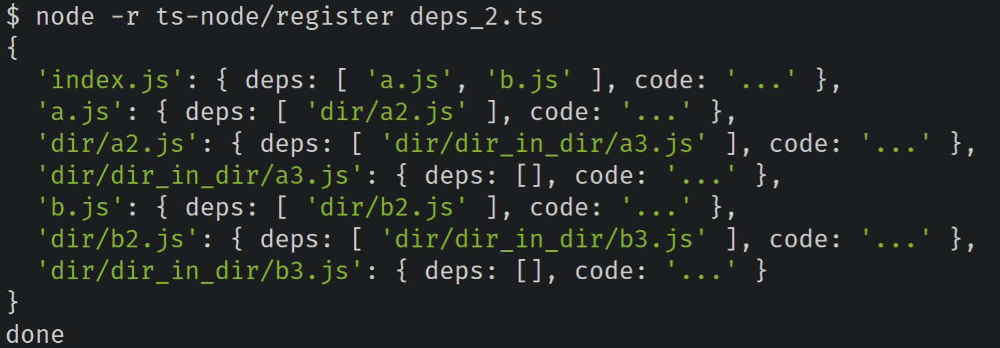 $ node -r ts-node/register deps_2.ts
{
  'index.js': { deps: [ 'a.js', 'b.js' ], code: '...' },
  'a.js': { deps: [ 'dir/a2.js' ], code: '...' },
  'dir/a2.js': { deps: [ 'dir/dir_in_dir/a3.js' ], code: '...' },
  'dir/dir_in_dir/a3.js': { deps: [], code: '...' },
  'b.js': { deps: [ 'dir/b2.js' ], code: '...' },
  'dir/b2.js': { deps: [ 'dir/dir_in_dir/b3.js' ], code: '...' },
  'dir/dir_in_dir/b3.js': { deps: [], code: '...' }
}
done